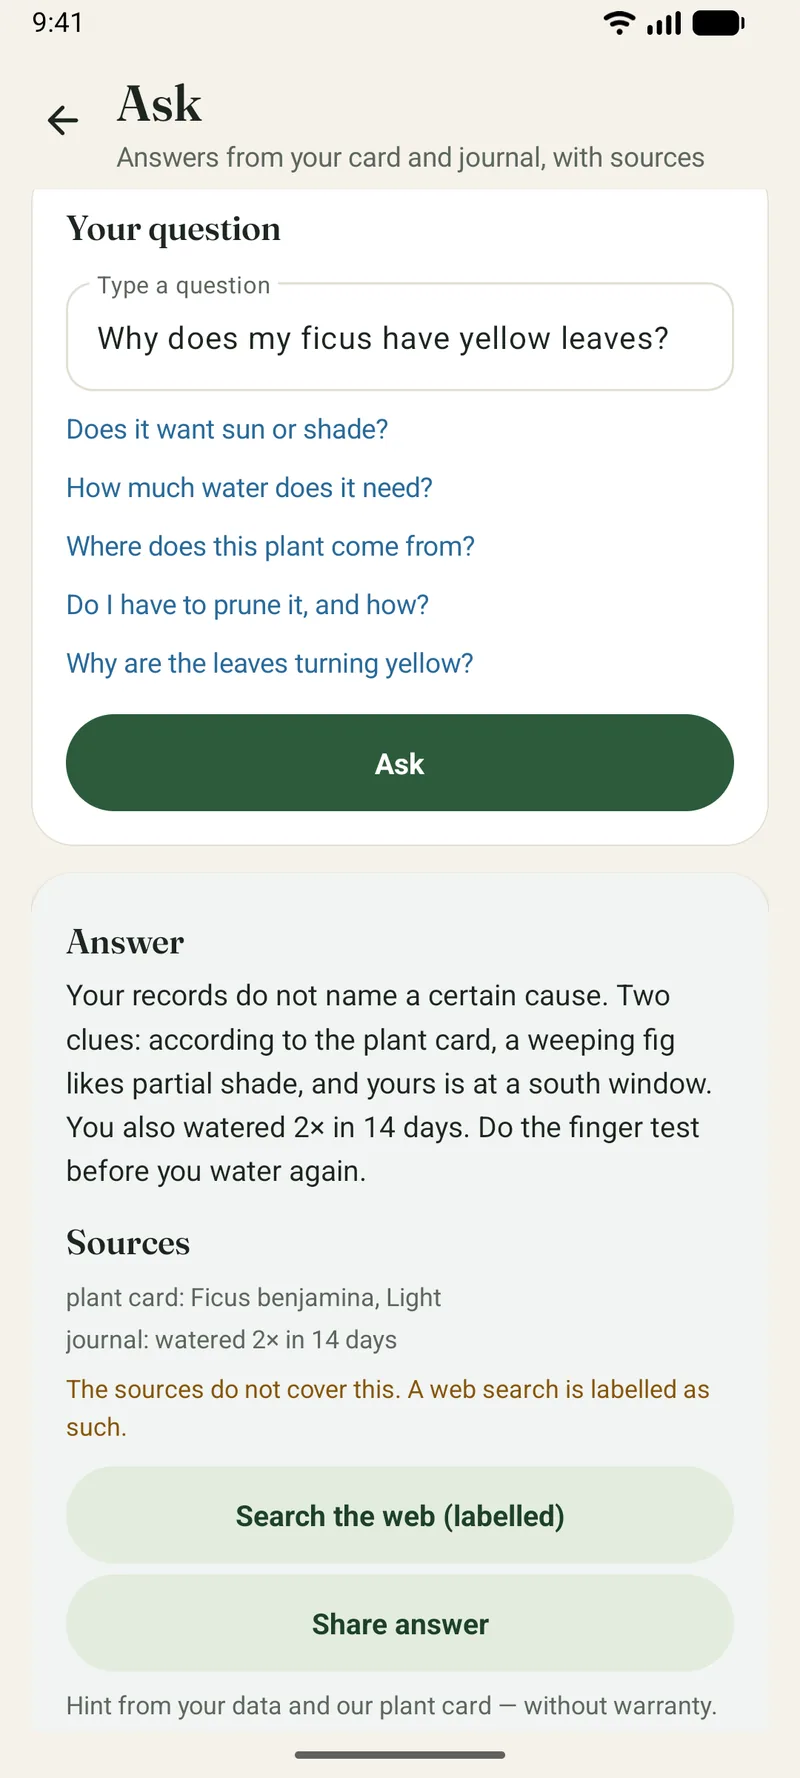 9:41
Ask
Answers from your card and journal, with sources
Your question
Type a question
Why does my ficus have yellow leaves?
Does it want sun or shade?
How much water does it need?
Where does this plant come from?
Do I have to prune it, and how?
Why are the leaves turning yellow?
Ask
Answer
Your records do not name a certain cause. Two
clues: according to the plant card, a weeping fig
likes partial shade, and yours is at a south window.
You also watered 2× in 14 days. Do the finger test
before you water again.
Sources
plant card: Ficus benjamina, Light
journal: watered 2× in 14 days
The sources do not cover this. A web search is labelled as
such.
Search the web (labelled)
Share answer
Hint from your data and our plant card — without warranty.